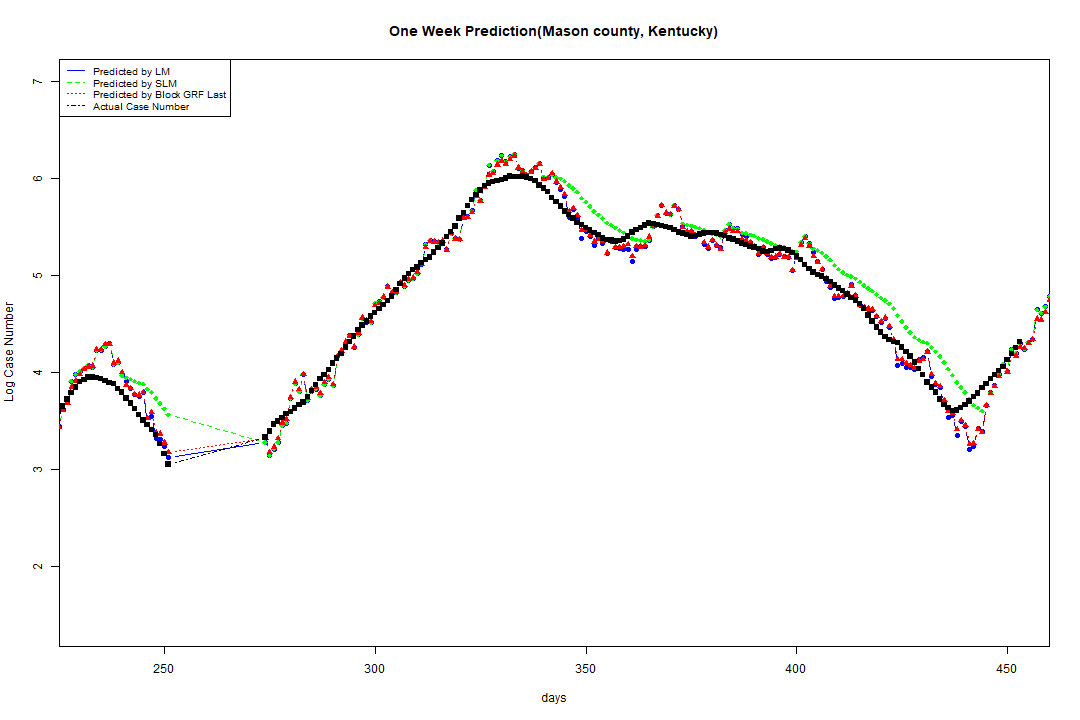 One Week Prediction(Mason county, Kentucky)
Predicted by LM
Predicted by SLM
Predicted by Block GRF Last
Actual Case Number
7
6
5
4
3
2
Log Case Number
250 300 350 400 450
days